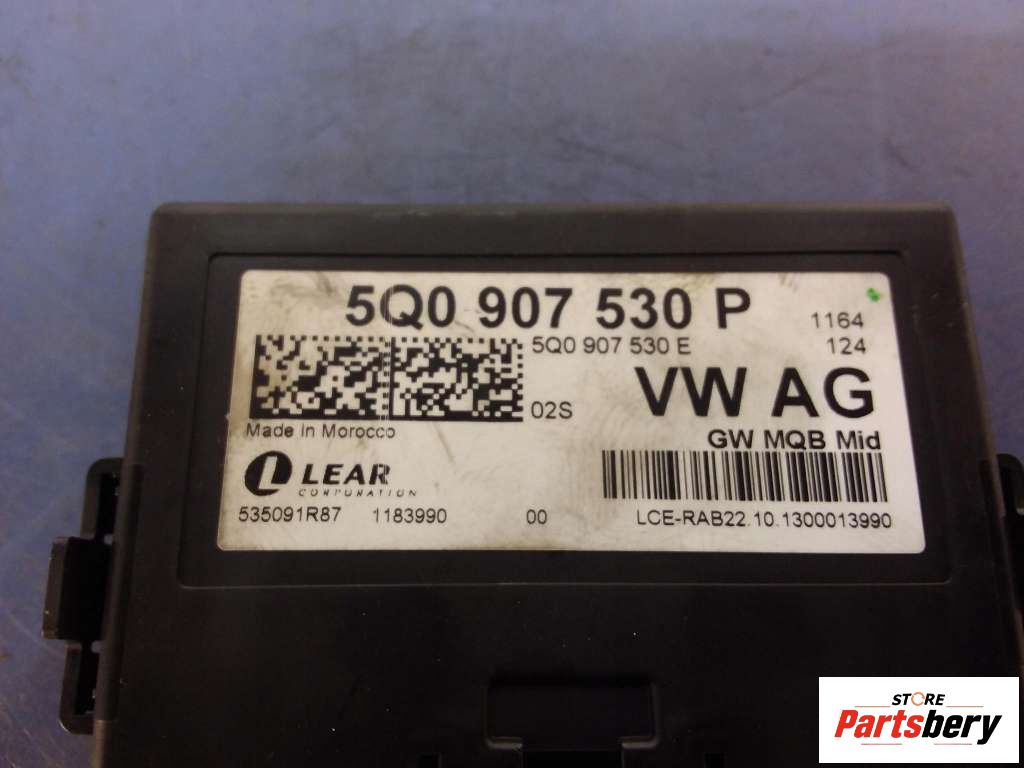 5Q0 907 530 P
1164
5Q0 907 530 E
124
02S
VW AG
Made in Morocco
GW MQB Mid
LEAR
CORPORATION
535091R87 1183990 00
LCE-RAB22.10.1300013990
STORE
Partsbery